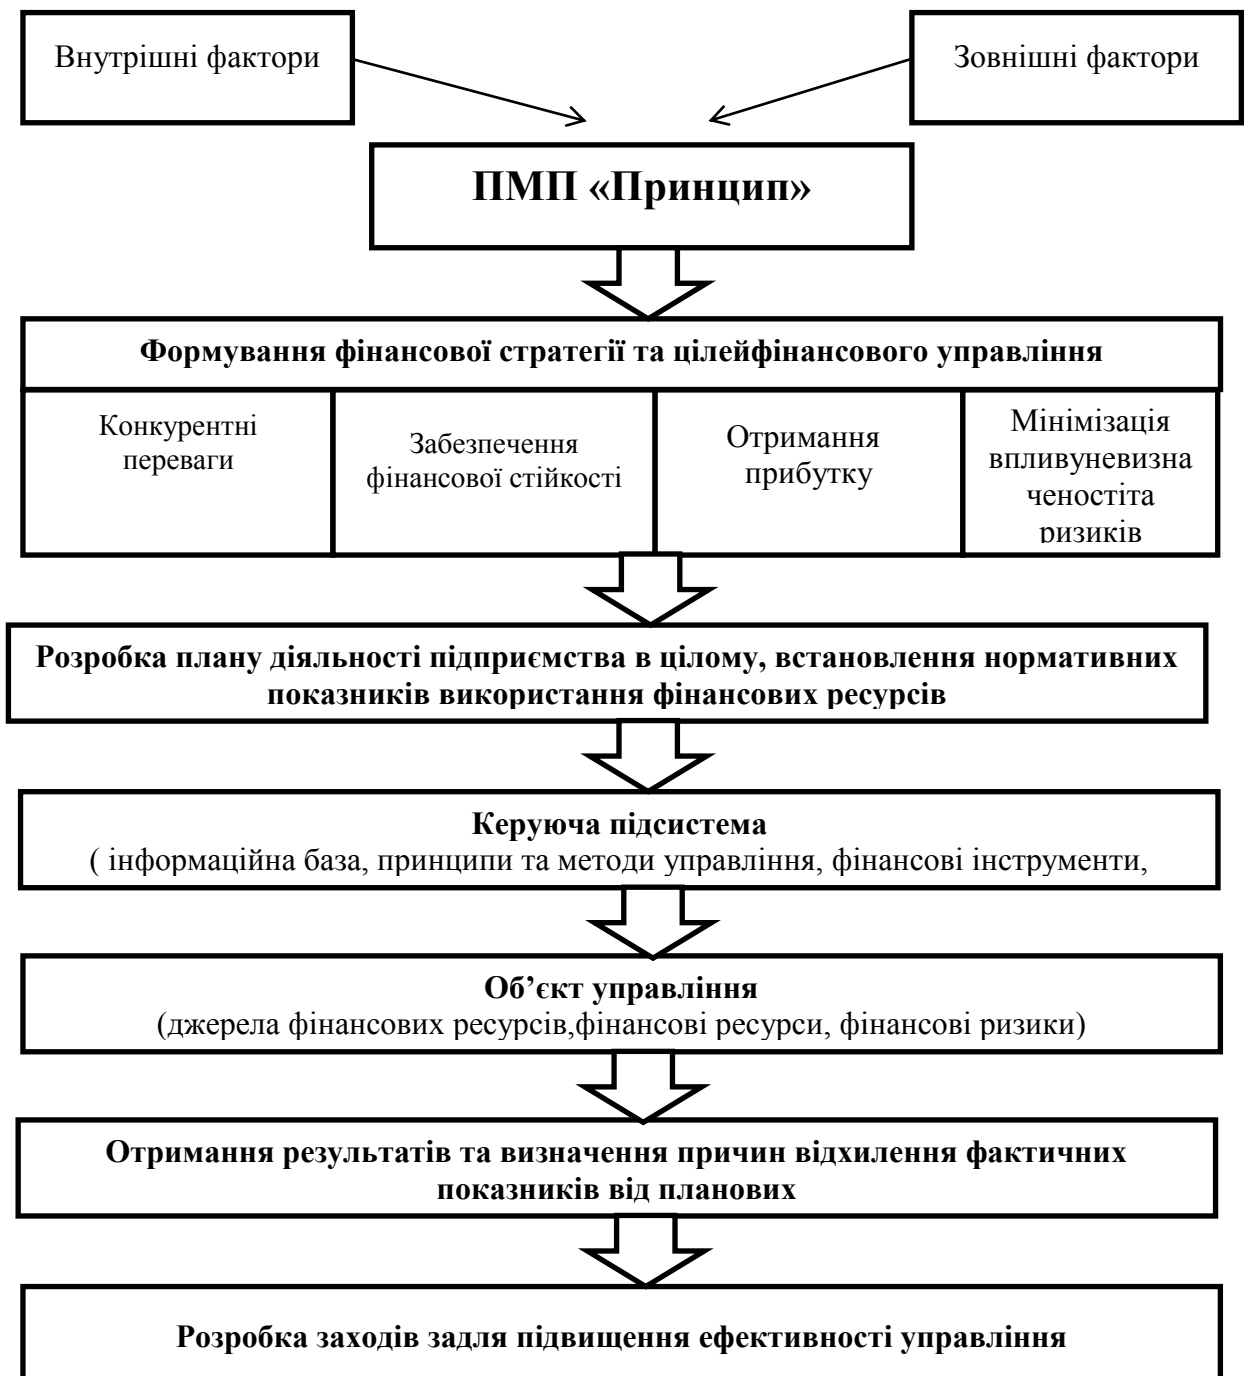 Внутрішні фактори
Зовнішні фактори
ПМП «Принцип»
Формування фінансової стратегії та цілейфінансового управління
Конкурентні
переваги
Забезпечення
фінансової стійкості
Отримання
прибутку
Мінімізація
впливуневизна
ченостіта
ризиків
Розробка плану діяльності підприємства в цілому, встановлення нормативних
показників використання фінансових ресурсів
Керуюча підсистема
( інформаційна база, принципи та методи управління, фінансові інструменти,
Об’єкт управління
(джерела фінансових ресурсів,фінансові ресурси, фінансові ризики)
Отримання результатів та визначення причин відхилення фактичних
показників від планових
Розробка заходів задля підвищення ефективності управління